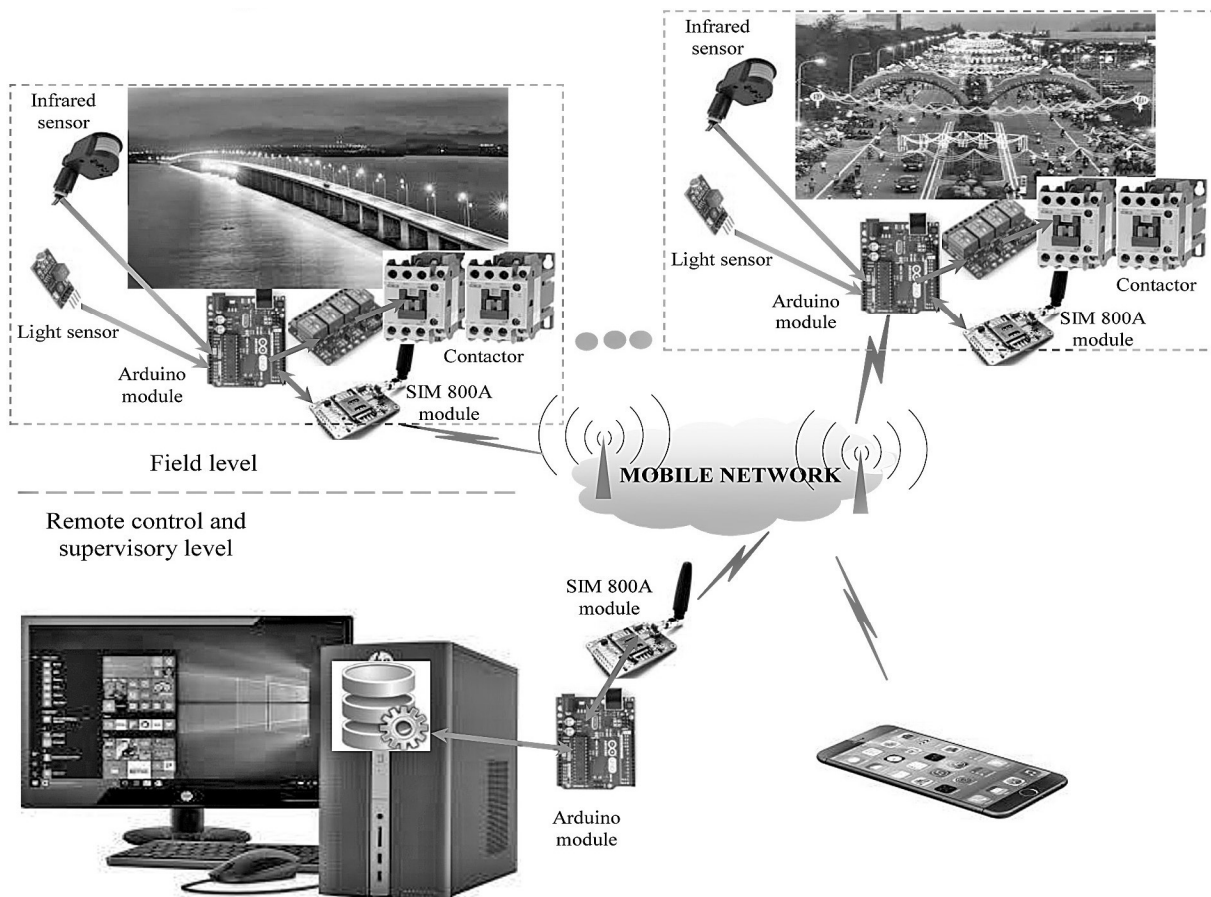 Infrared
sensor
Light sensor
Arduino
module
SIM 800A
module
Contactor
Infrared
sensor
Light sensor
Arduino
module
SIM 800A
module
Contactor
Field level
MOBILE NETWORK
Remote control and
supervisory level
SIM 800A
module
Arduino
module